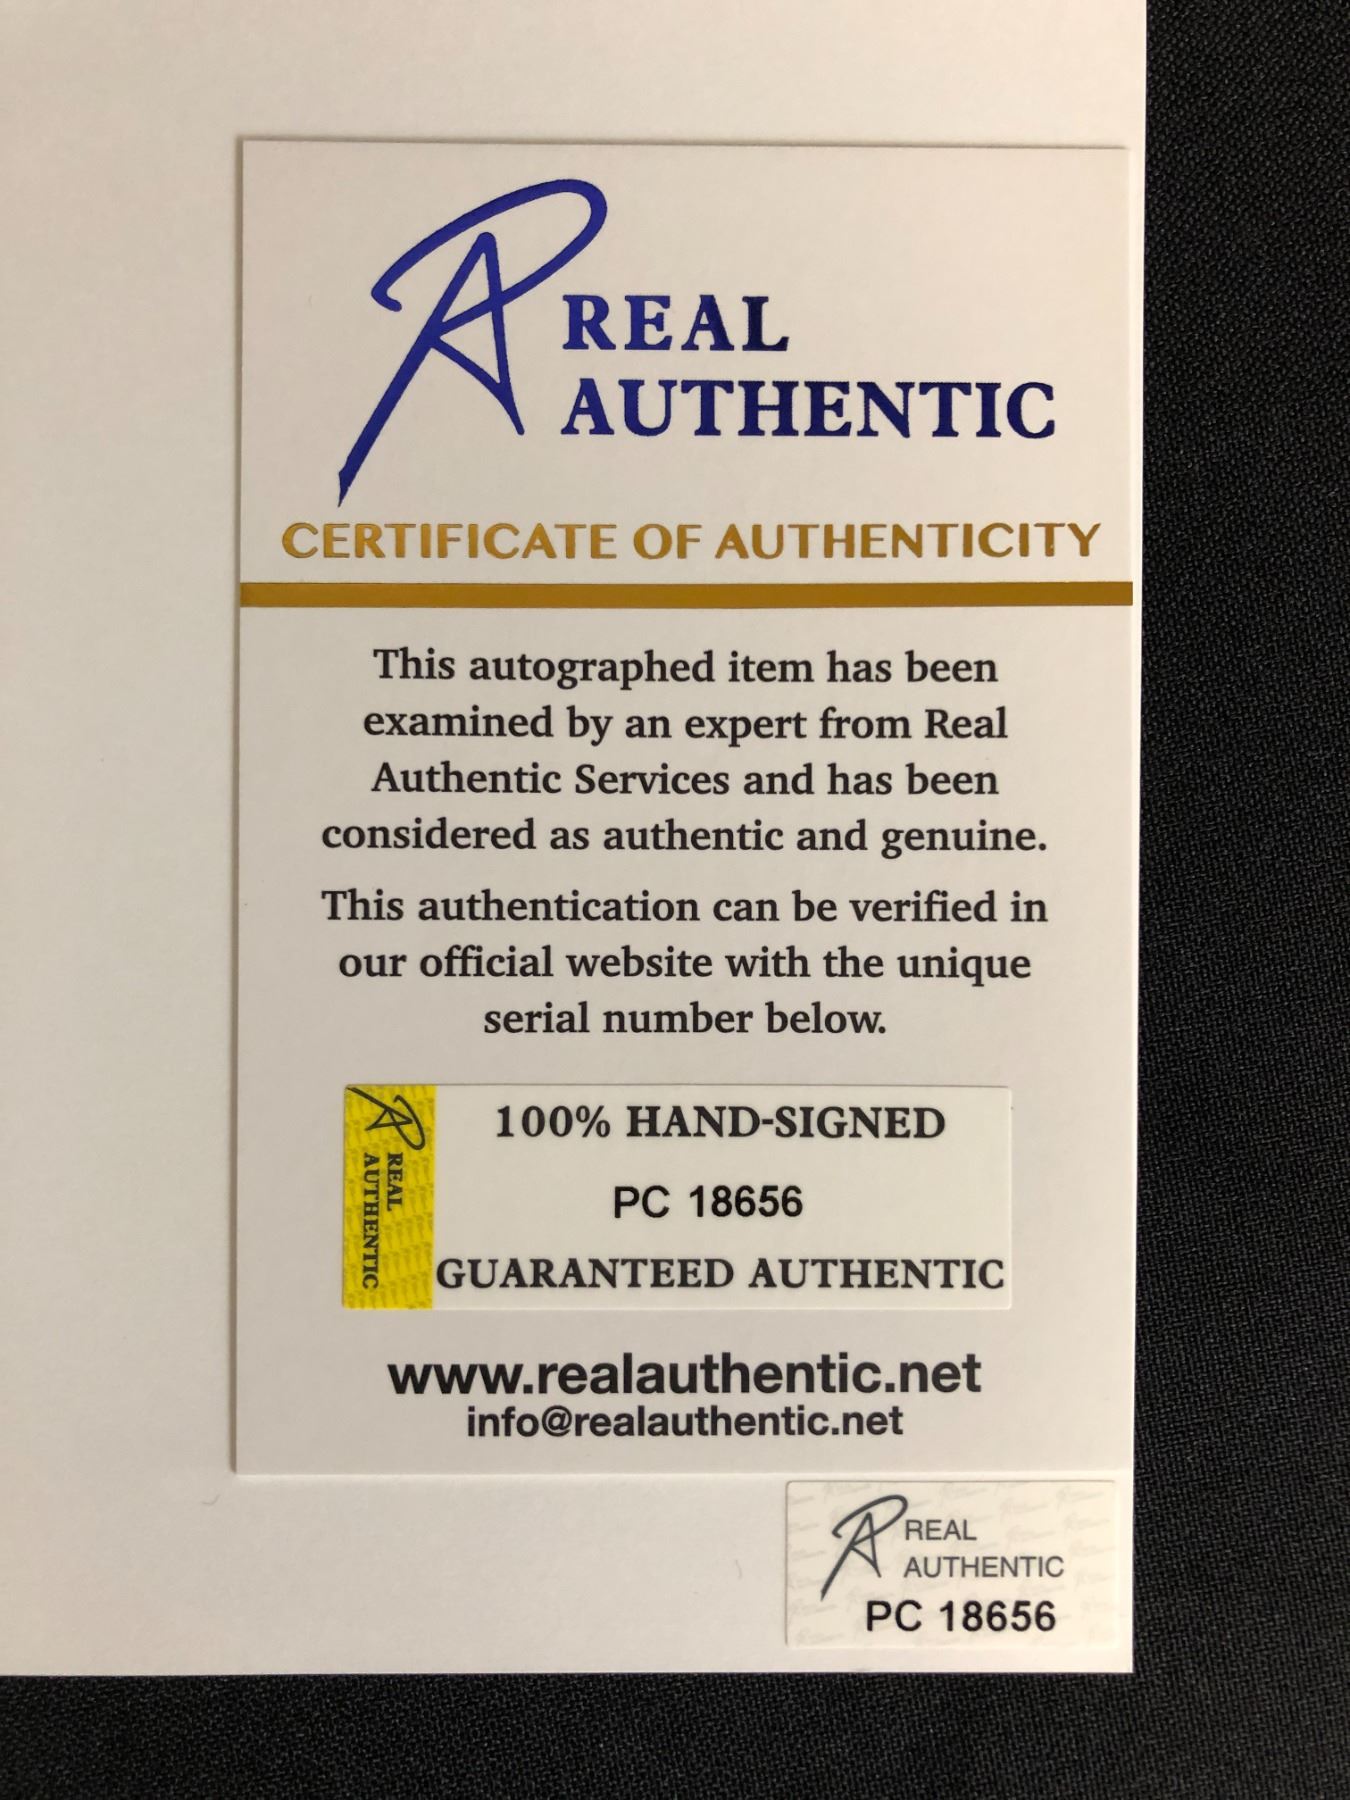 REAL
AUTHENTIC
CERTIFICATE OF AUTHENTICITY
This autographed item has been
examined by an expert from Real
Authentic Services and has been
considered as authentic and genuine.
This authentication can be verified in
our official website with the unique
serial number below.
REAL
AUTHENTIC
100% HAND-SIGNED
PC 18656
GUARANTEED AUTHENTIC
www.realauthentic.net
info@realauthentic.net
REAL
AUTHENTIC
PC 18656